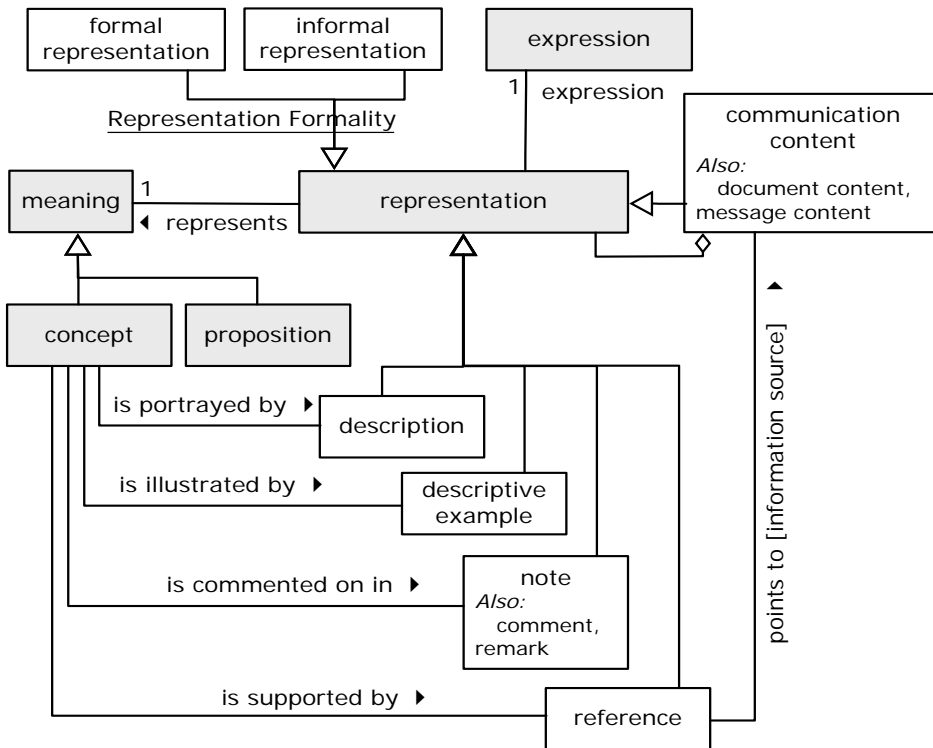 formal
representation
informal
representation
expression
1
expression
Representation Formality
communication
content
Also:
document content,
message content
meaning
1
represents
representation
concept
proposition
is portrayed by
description
is illustrated by
descriptive
example
is commented on in
note
Also:
comment,
remark
is supported by
reference
points to [information source]